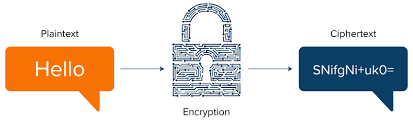 Plaintext
Hello
Encryption
Ciphertext
SNifgNi+uk0=